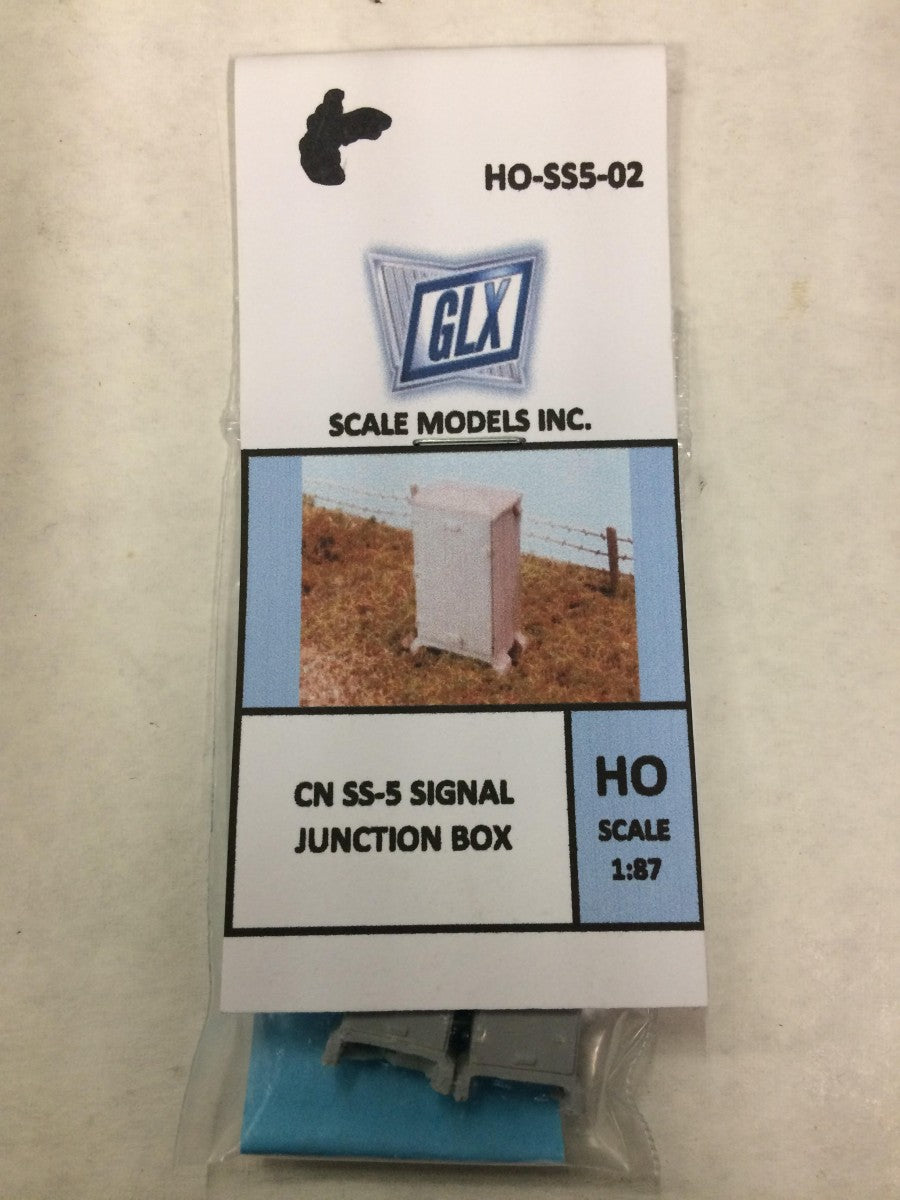 HO-SS5-02
GLX
SCALE MODELS INC.
CN SS-5 SIGNAL
JUNCTION BOX
HO
SCALE
1:87